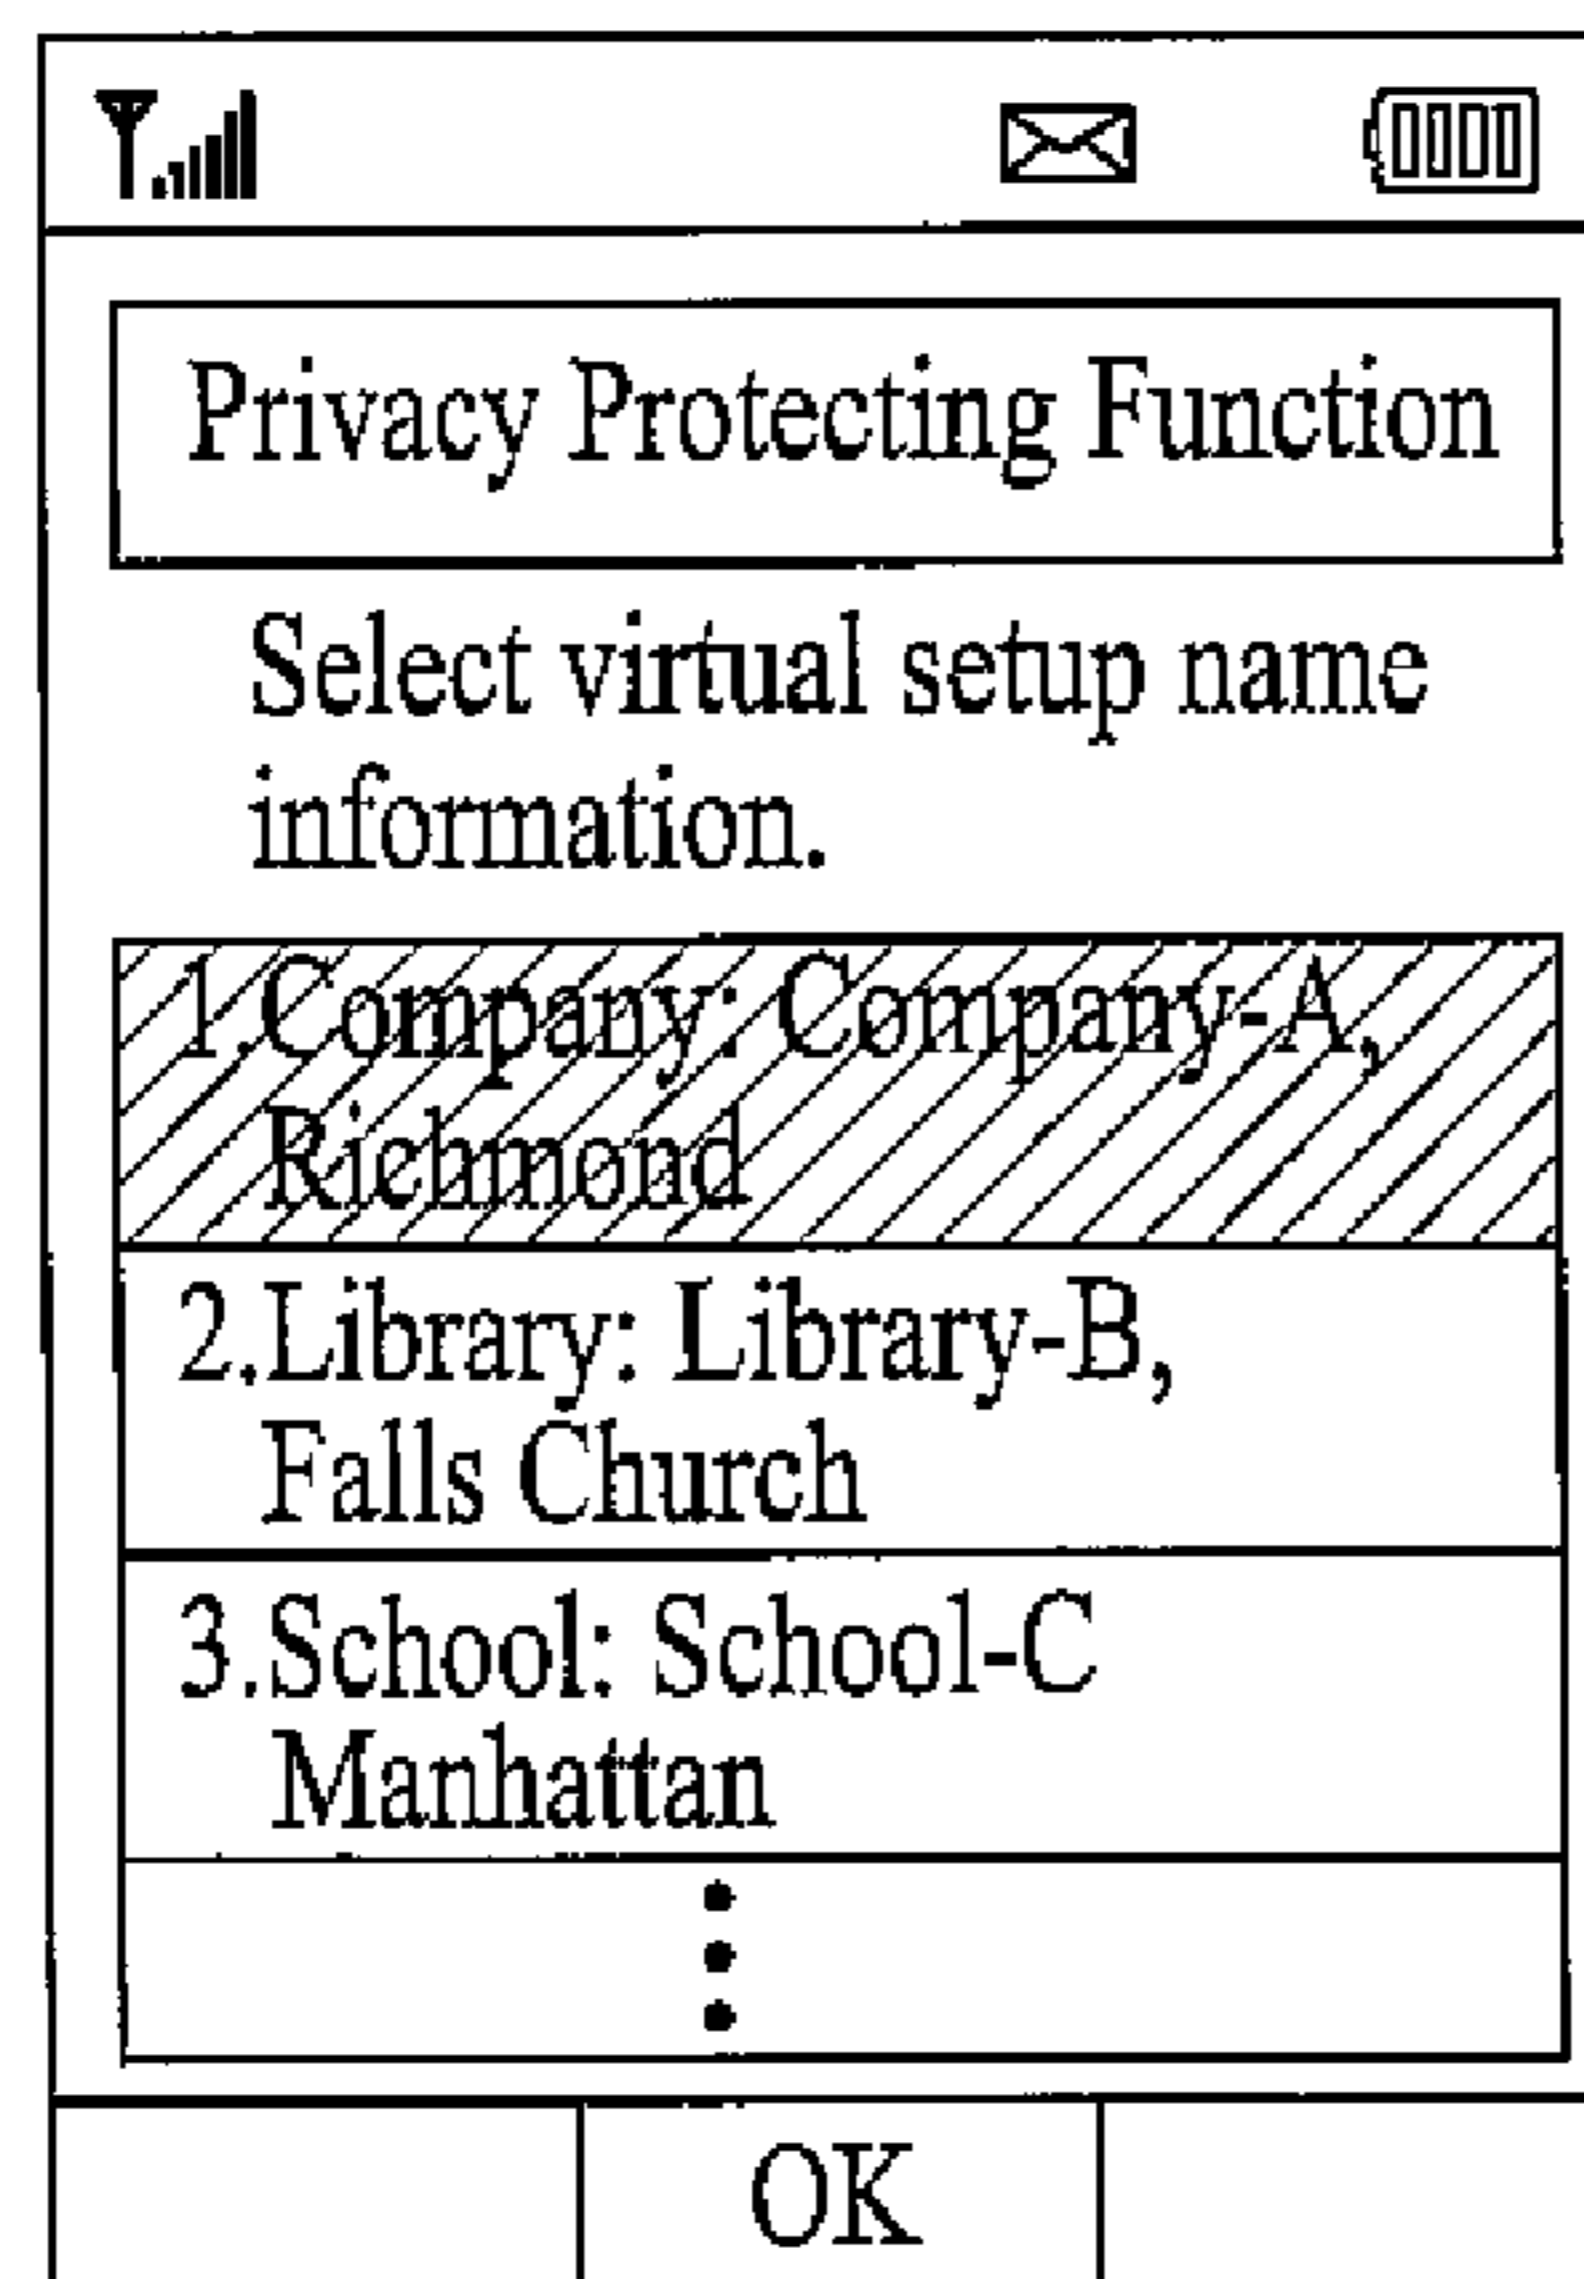 Privacy Protecting Function
Select virtual setup name
information.
1.Company: Company-A,
Richmond
2.Library: Library-B,
Falls Church
3.School: School-C
Manhattan
OK